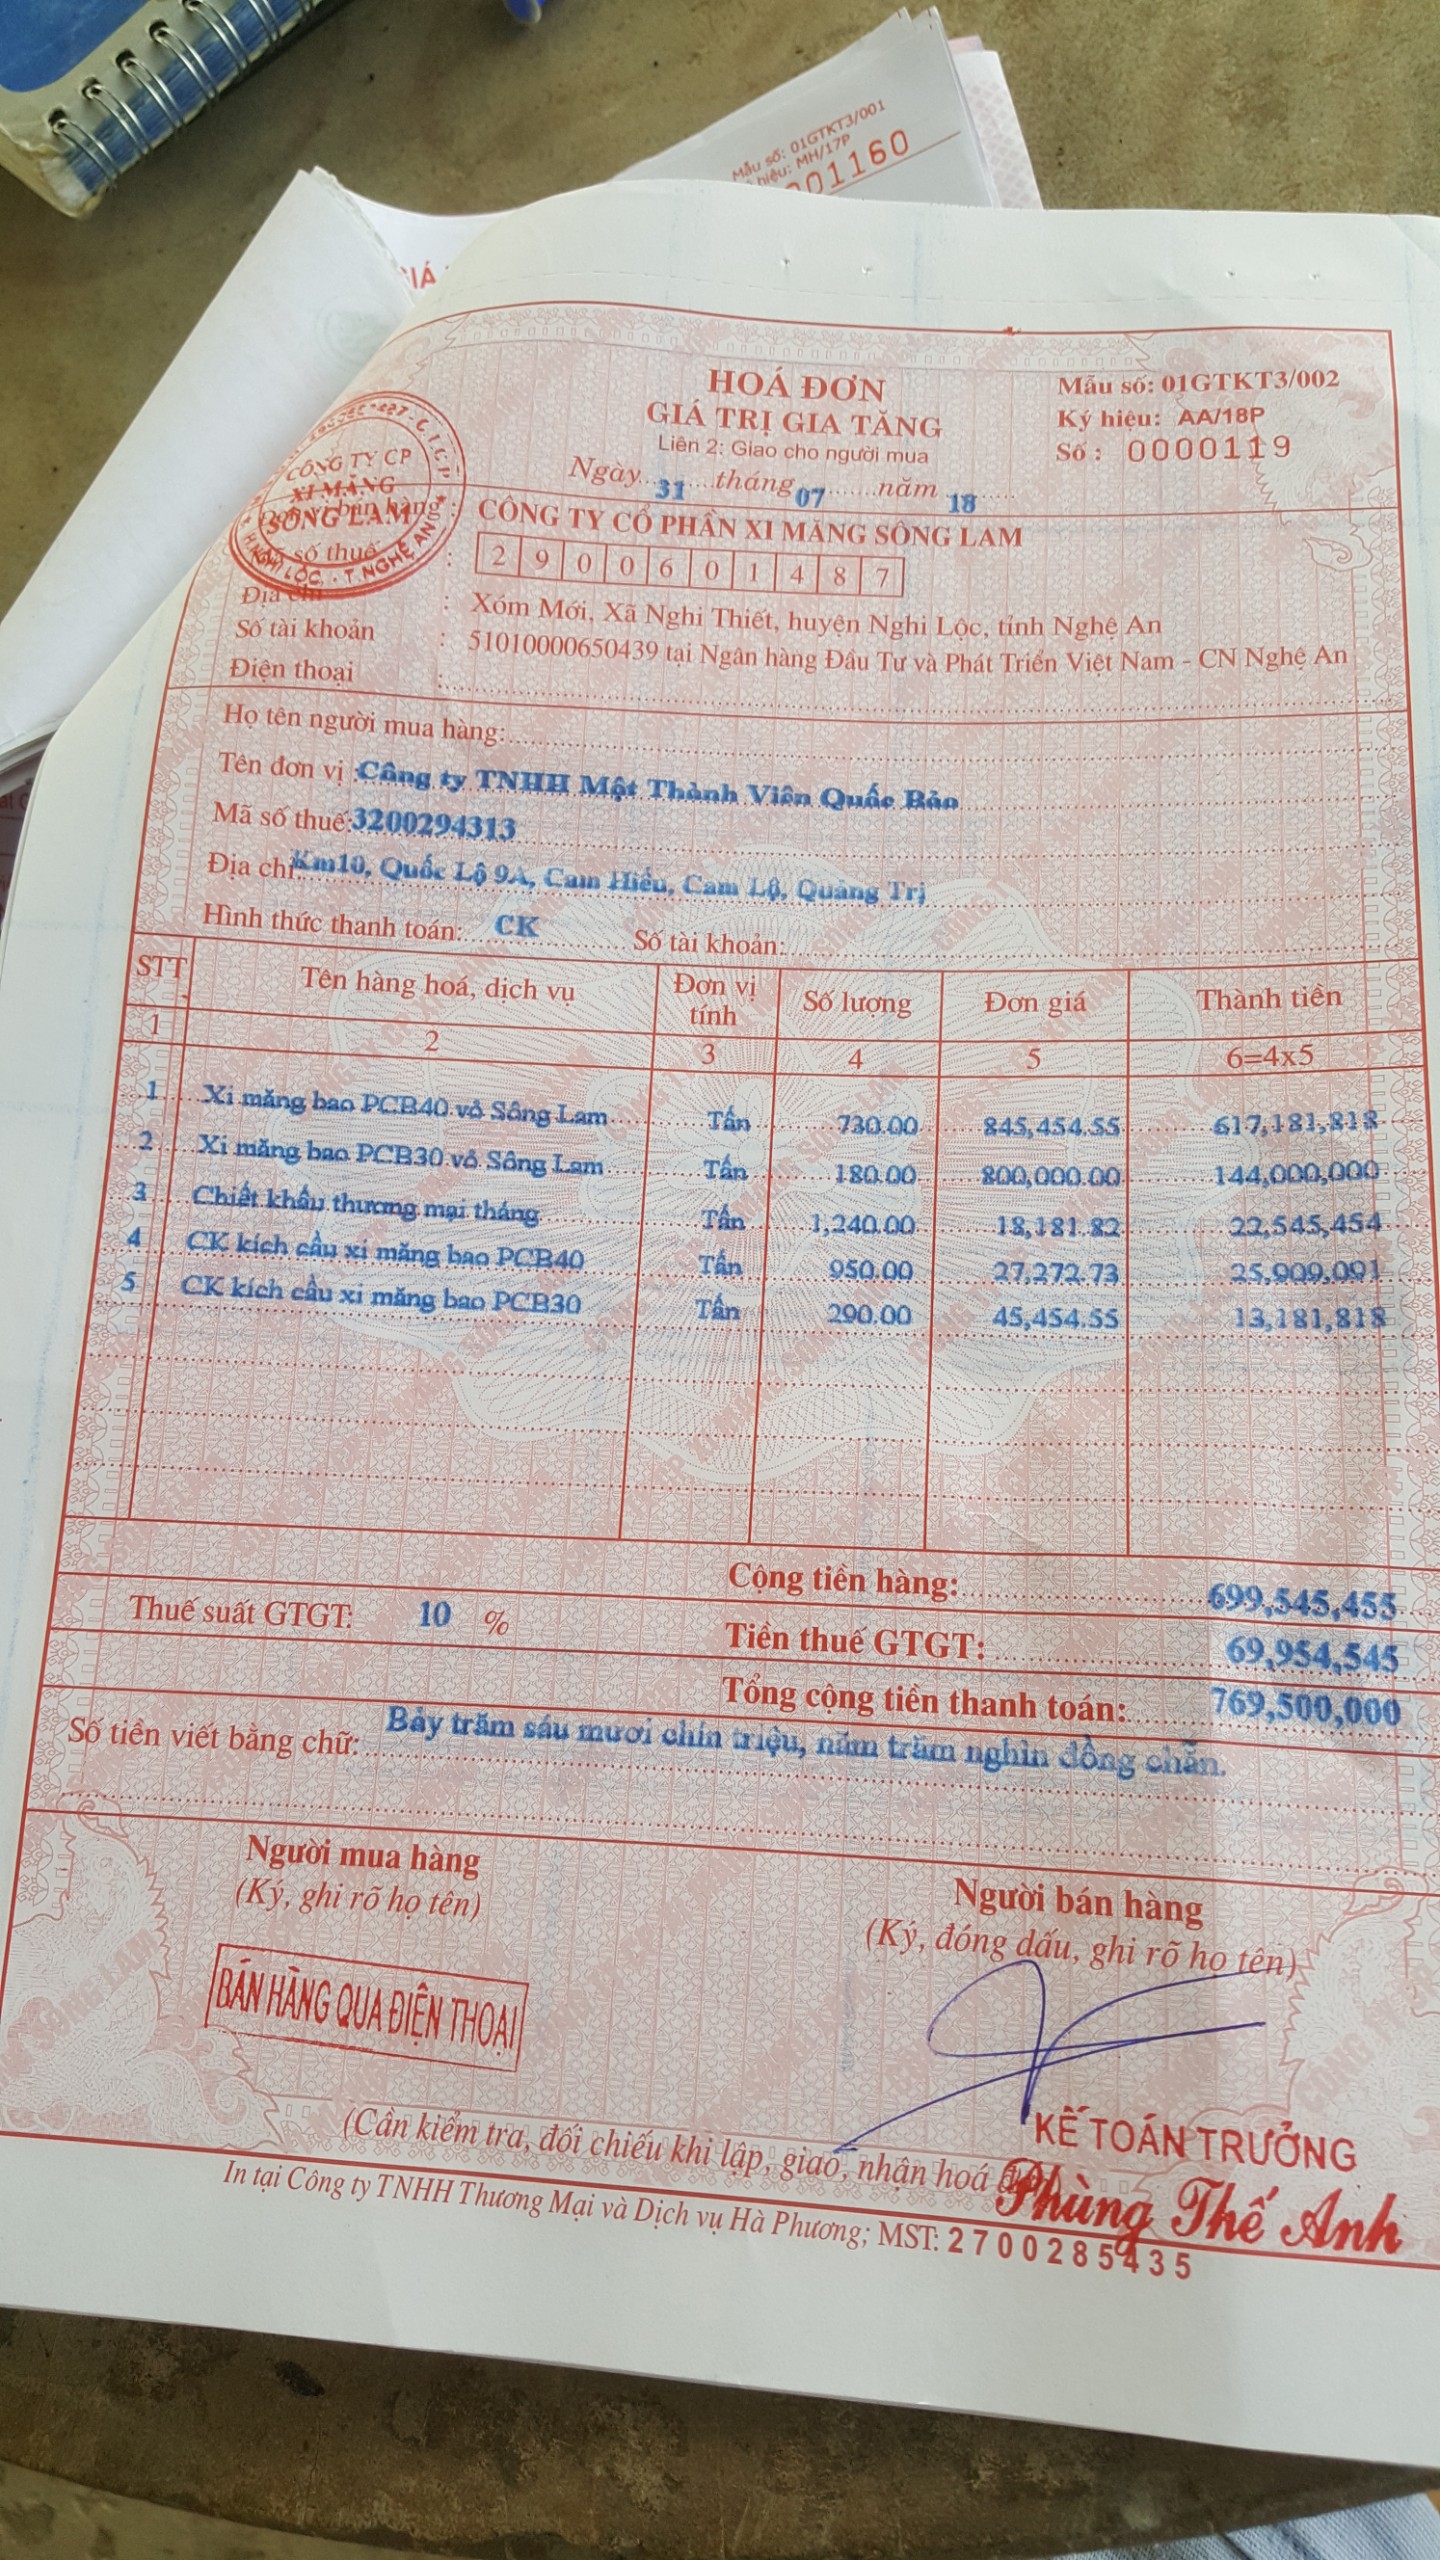 Mẫu số: 01GTKT3/001
hiệu: MH/17P
001160
GIÁ
HOÁ ĐƠN
GIÁ TRỊ GIA TĂNG
Liên 2: Giao cho người mua
Ngày 31 tháng 07 năm 18
Mẫu số: 01GTKT3/002
Ký hiệu: AA/18P
Số : 0000119
CÔNG TY CP
XI MĂNG
SÔNG LAM
H.NGHI LỘC - T.NGHỆ AN
Đơn vị bán hàng : CÔNG TY CỔ PHẦN XI MĂNG SÔNG LAM
Mã số thuế : 2900601487
Địa chỉ : Xóm Mới, Xã Nghi Thiết, huyện Nghi Lộc, tỉnh Nghệ An
Số tài khoản : 51010000650439 tại Ngân hàng Đầu Tư và Phát Triển Việt Nam - CN Nghệ An
Điện thoại :
Họ tên người mua hàng:
Tên đơn vị : Công ty TNHH Một Thành Viên Quốc Bảo
Mã số thuế: 3200294313
Địa chỉ Km10, Quốc Lộ 9A, Cam Hiếu, Cam Lộ, Quảng Trị
Hình thức thanh toán: CK Số tài khoản:
STT Tên hàng hoá, dịch vụ Đơn vị tính Số lượng Đơn giá Thành tiền
1 2 3 4 5 6=4x5
1 Xi măng bao PCB40 vỏ Sông Lam Tấn 730.00 845,454.55 617,181,818
2 Xi măng bao PCB30 vỏ Sông Lam Tấn 180.00 800,000.00 144,000,000
3 Chiết khấu thương mại tháng Tấn 1,240.00 18,181.82 22,545,454
4 CK kích cầu xi măng bao PCB40 Tấn 950.00 27,272.73 25,909,091
5 CK kích cầu xi măng bao PCB30 Tấn 290.00 45,454.55 13,181,818
Cộng tiền hàng: 699,545,455
Thuế suất GTGT: 10 % Tiền thuế GTGT: 69,954,545
Tổng cộng tiền thanh toán: 769,500,000
Số tiền viết bằng chữ: Bảy trăm sáu mươi chín triệu, năm trăm nghìn đồng chẵn.
Người mua hàng
(Ký, ghi rõ họ tên)
Người bán hàng
(Ký, đóng dấu, ghi rõ họ tên)
BÁN HÀNG QUA ĐIỆN THOẠI
KẾ TOÁN TRƯỞNG
Phùng Thế Anh
(Cần kiểm tra, đối chiếu khi lập, giao, nhận hoá
In tại Công ty TNHH Thương Mại và Dịch vụ Hà Phương; MST: 2700285435